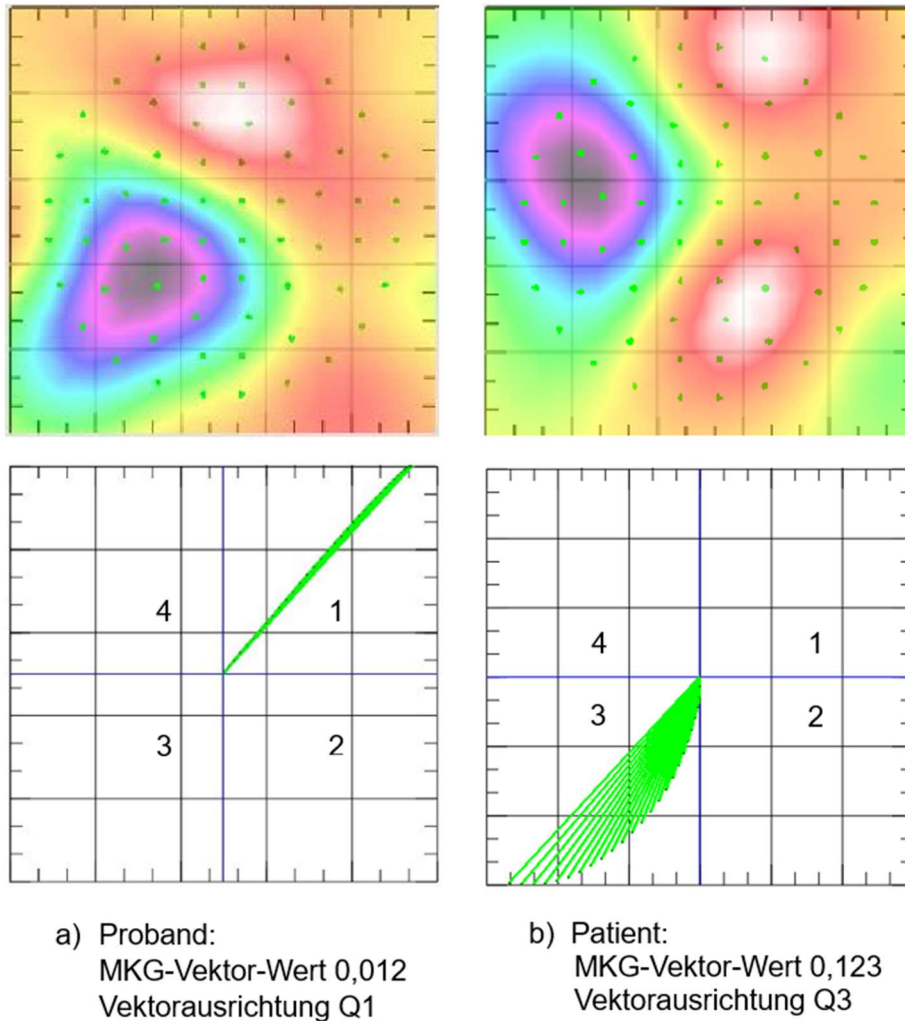 4 1
3 2
4 1
3 2
a) Proband:
MKG-Vektor-Wert 0,012
Vektorausrichtung Q1
b) Patient:
MKG-Vektor-Wert 0,123
Vektorausrichtung Q3